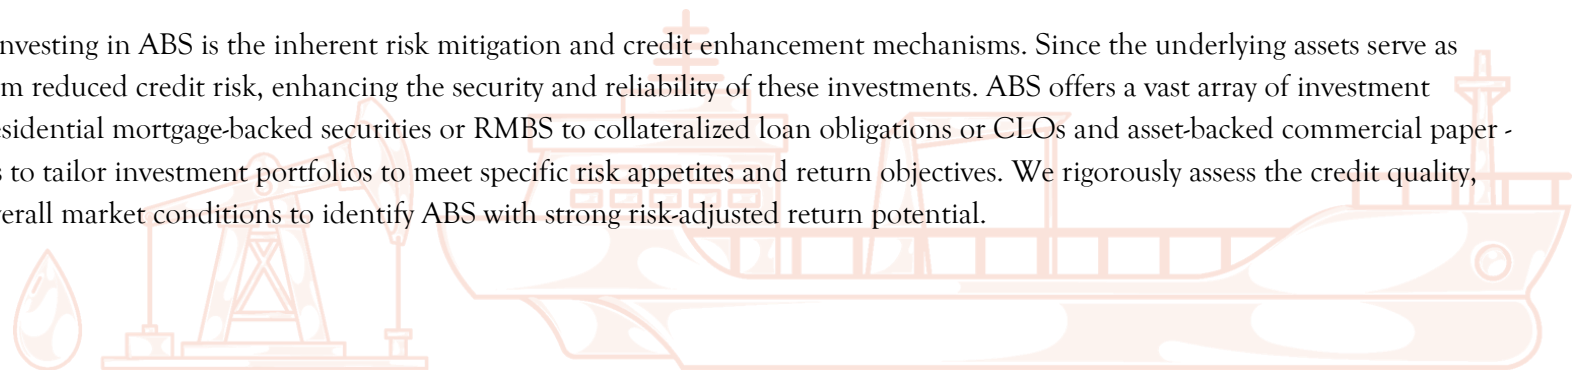 nvesting in ABS is the inherent risk mitigation and credit enhancement mechanisms. Since the underlying assets serve as
m reduced credit risk, enhancing the security and reliability of these investments. ABS offers a vast array of investment
esidential mortgage-backed securities or RMBS to collateralized loan obligations or CLOs and asset-backed commercial paper -
s to tailor investment portfolios to meet specific risk appetites and return objectives. We rigorously assess the credit quality,
verall market conditions to identify ABS with strong risk-adjusted return potential.